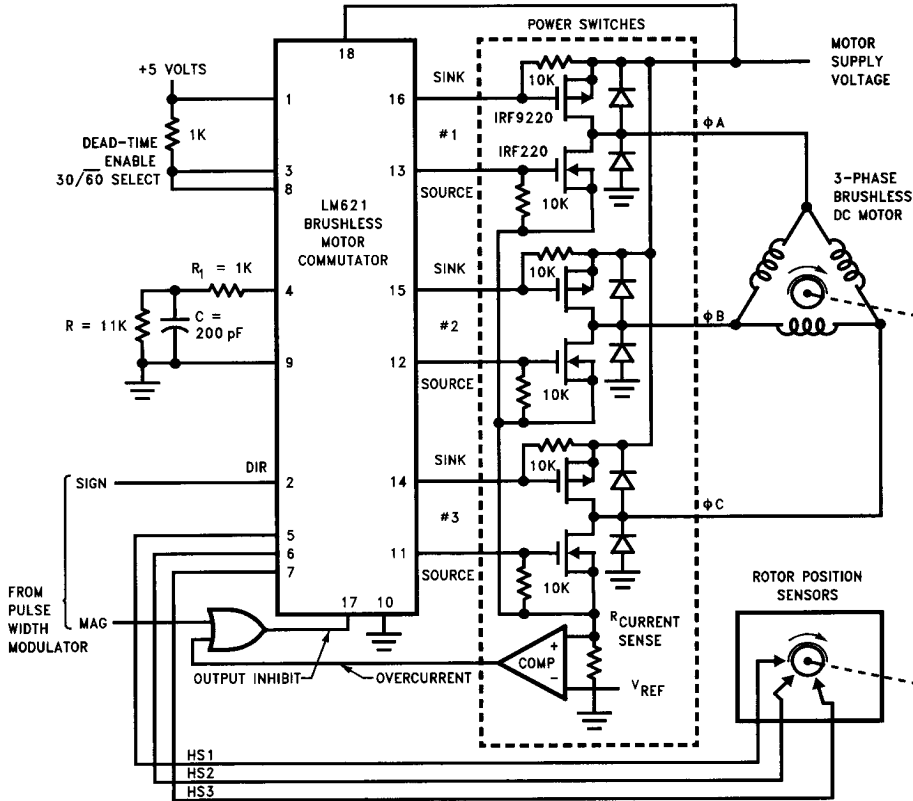 POWER SWITCHES
18
MOTOR
SUPPLY
VOLTAGE
+5 VOLTS
1
1K
DEAD-TIME
ENABLE
30/60 SELECT
3
8
LM621
BRUSHLESS
MOTOR
COMMUTATOR
SINK
16
10K
IRF9220
ϕA
#1
IRF220
13
SOURCE
10K
3-PHASE
BRUSHLESS
DC MOTOR
R1 = 1K
4
R = 11K
C =
200 pF
9
SINK
15
10K
ϕB
#2
12
SOURCE
10K
SINK
14
10K
ϕC
#3
11
SOURCE
10K
DIR
SIGN
2
5
6
7
FROM
PULSE
WIDTH
MODULATOR
MAG
17
10
OUTPUT INHIBIT
OVERCURRENT
COMP
+
−
RCURRENT
SENSE
VREF
ROTOR POSITION
SENSORS
HS1
HS2
HS3